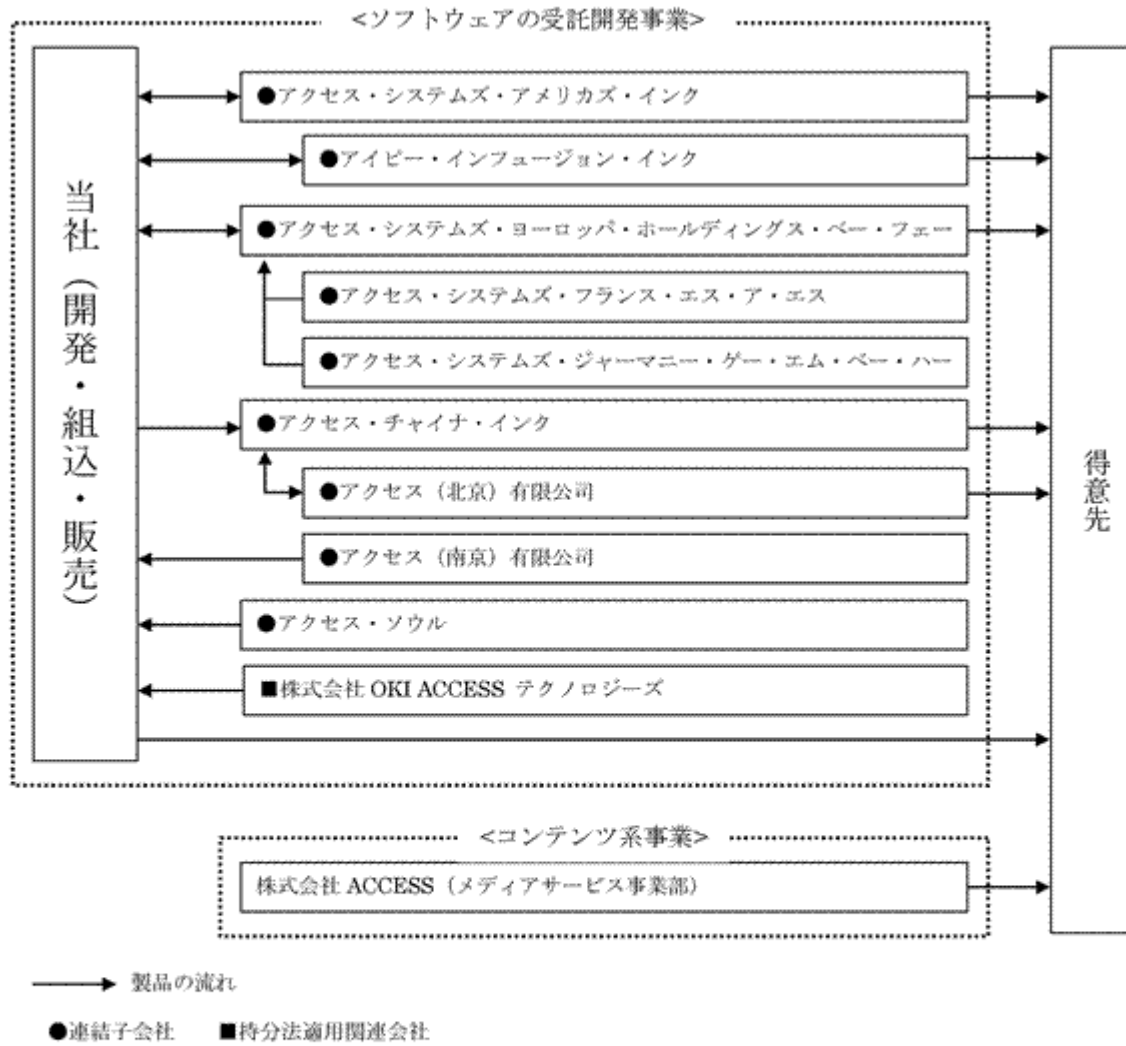 <ソフトウェアの受託開発事業>
当社（開発・組込・販売）
●アクセス・システムズ・アメリカズ・インク
●アイピー・インフュージョン・インク
●アクセス・システムズ・ヨーロッパ・ホールディングス・ベー・フェー
●アクセス・システムズ・フランス・エス・ア・エス
●アクセス・システムズ・ジャーマニー・ゲー・エム・ベー・ハー
●アクセス・チャイナ・インク
●アクセス（北京）有限公司
●アクセス（南京）有限公司
●アクセス・ソウル
■株式会社 OKI ACCESS テクノロジーズ
得意先
<コンテンツ系事業>
株式会社 ACCESS（メディアサービス事業部）
製品の流れ
●連結子会社 ■持分法適用関連会社